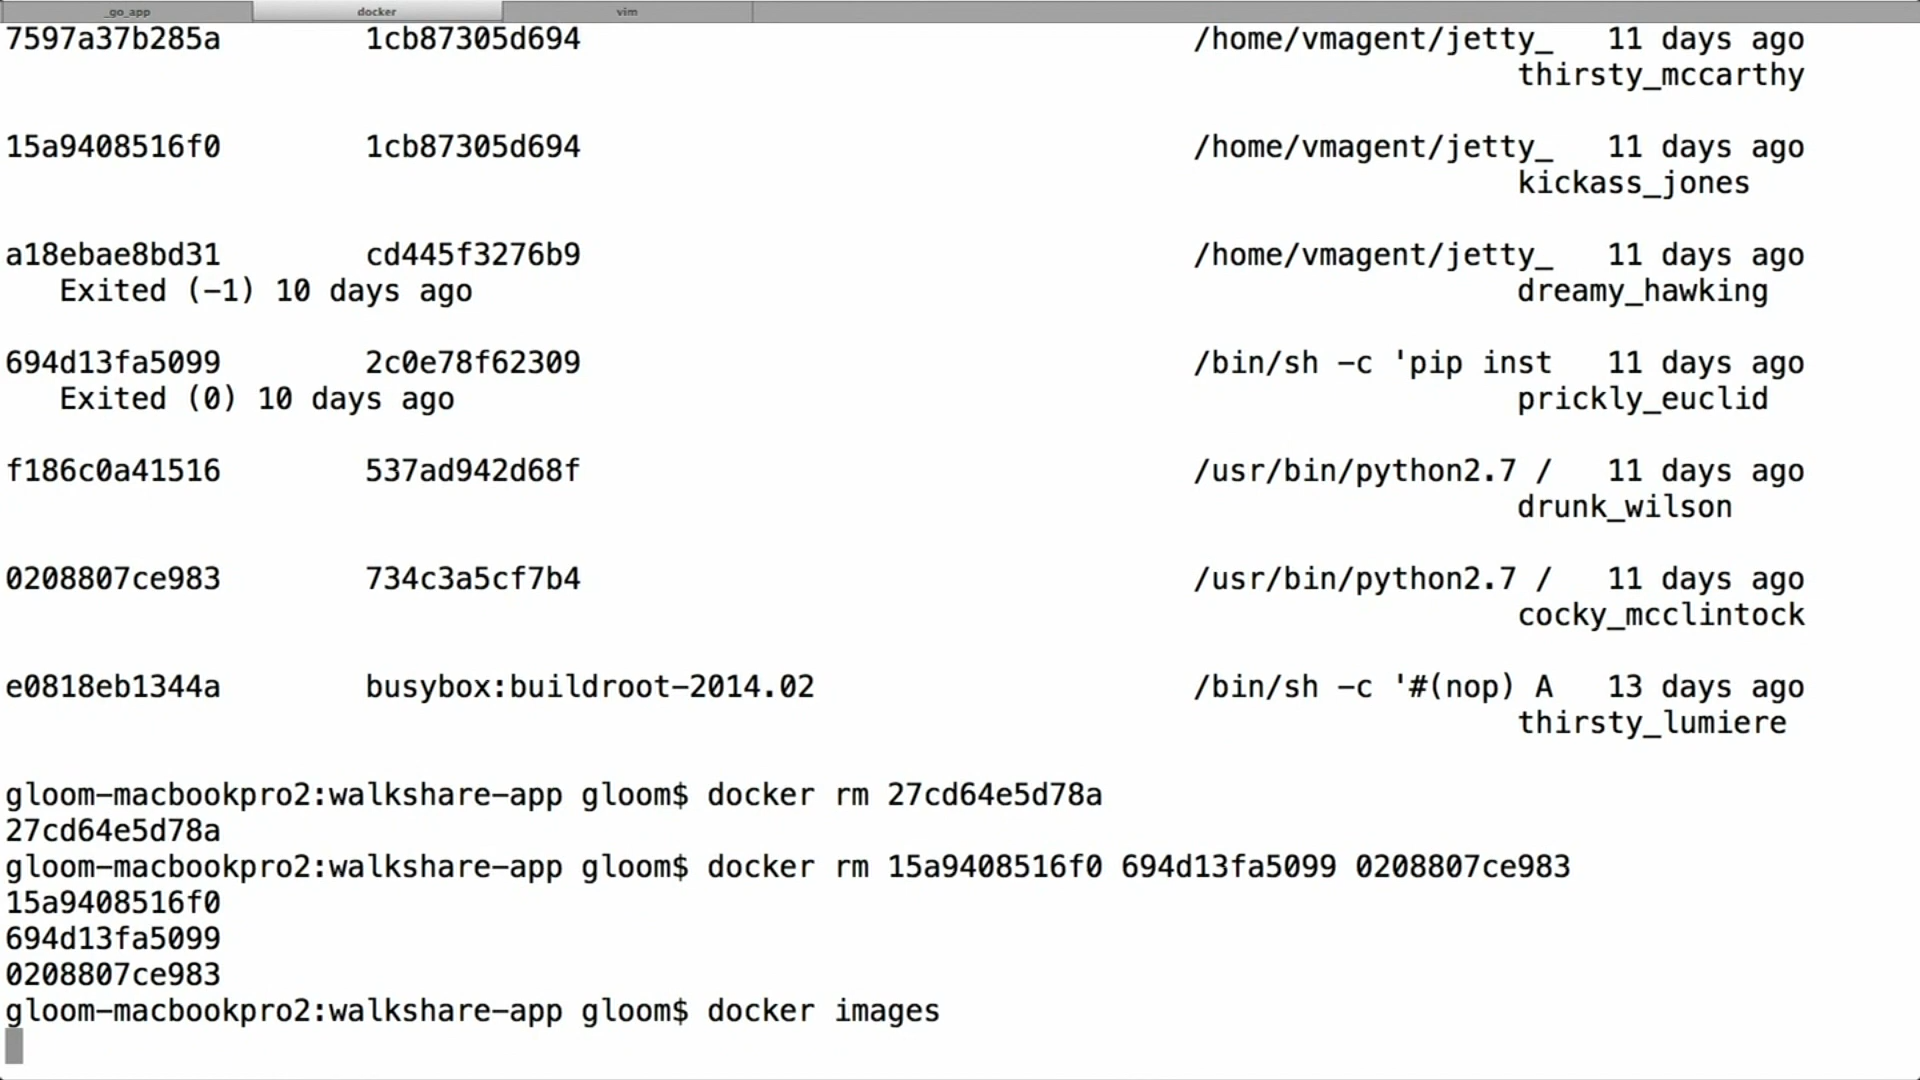 _go_app docker vim
7597a37b285a 1cb87305d694 /home/vmagent/jetty_ 11 days ago
thirsty_mccarthy
15a9408516f0 1cb87305d694 /home/vmagent/jetty_ 11 days ago
kickass_jones
a18ebae8bd31 cd445f3276b9 /home/vmagent/jetty_ 11 days ago
Exited (-1) 10 days ago dreamy_hawking
694d13fa5099 2c0e78f62309 /bin/sh -c 'pip inst 11 days ago
Exited (0) 10 days ago prickly_euclid
f186c0a41516 537ad942d68f /usr/bin/python2.7 / 11 days ago
drunk_wilson
0208807ce983 734c3a5cf7b4 /usr/bin/python2.7 / 11 days ago
cocky_mcclintock
e0818eb1344a busybox:buildroot-2014.02 /bin/sh -c '#(nop) A 13 days ago
thirsty_lumiere
gloom-macbookpro2:walkshare-app gloom$ docker rm 27cd64e5d78a
27cd64e5d78a
gloom-macbookpro2:walkshare-app gloom$ docker rm 15a9408516f0 694d13fa5099 0208807ce983
15a9408516f0
694d13fa5099
0208807ce983
gloom-macbookpro2:walkshare-app gloom$ docker images